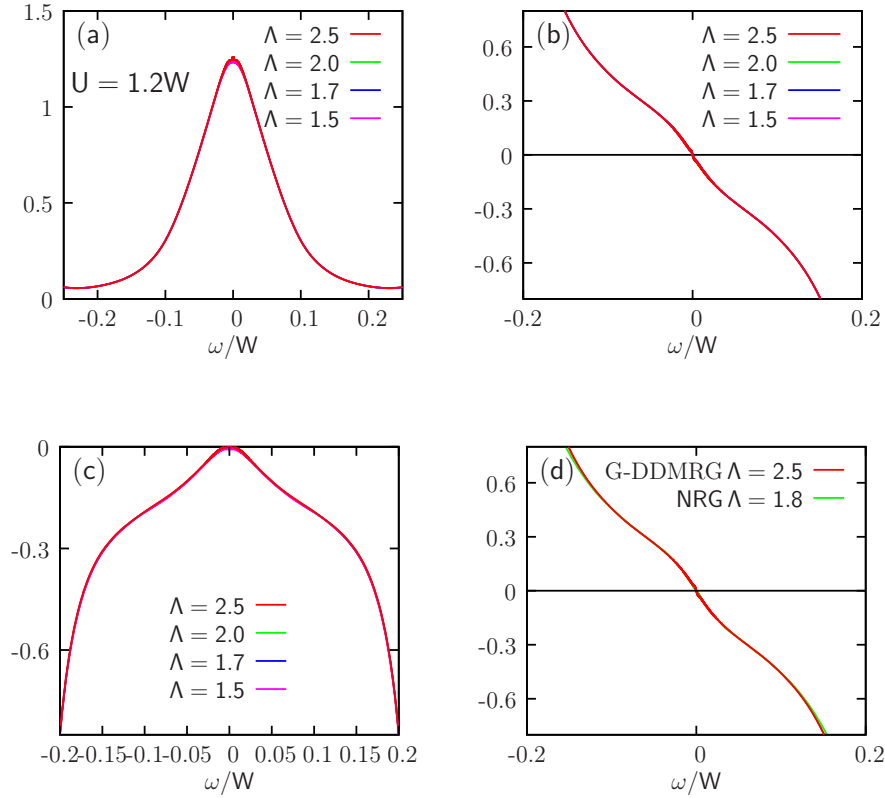 (a)
U = 1.2W
Λ = 2.5
Λ = 2.0
Λ = 1.7
Λ = 1.5
1.5
1
0.5
0
-0.2 -0.1 0 0.1 0.2
ω/W
(b)
Λ = 2.5
Λ = 2.0
Λ = 1.7
Λ = 1.5
0.6
0.3
0
-0.3
-0.6
-0.2 0 0.2
ω/W
(c)
Λ = 2.5
Λ = 2.0
Λ = 1.7
Λ = 1.5
0
-0.3
-0.6
-0.2 -0.15 -0.1 -0.05 0 0.05 0.1 0.15 0.2
ω/W
(d)
G-DDMRG Λ = 2.5
NRG Λ = 1.8
0.6
0.3
0
-0.3
-0.6
-0.2 0 0.2
ω/W